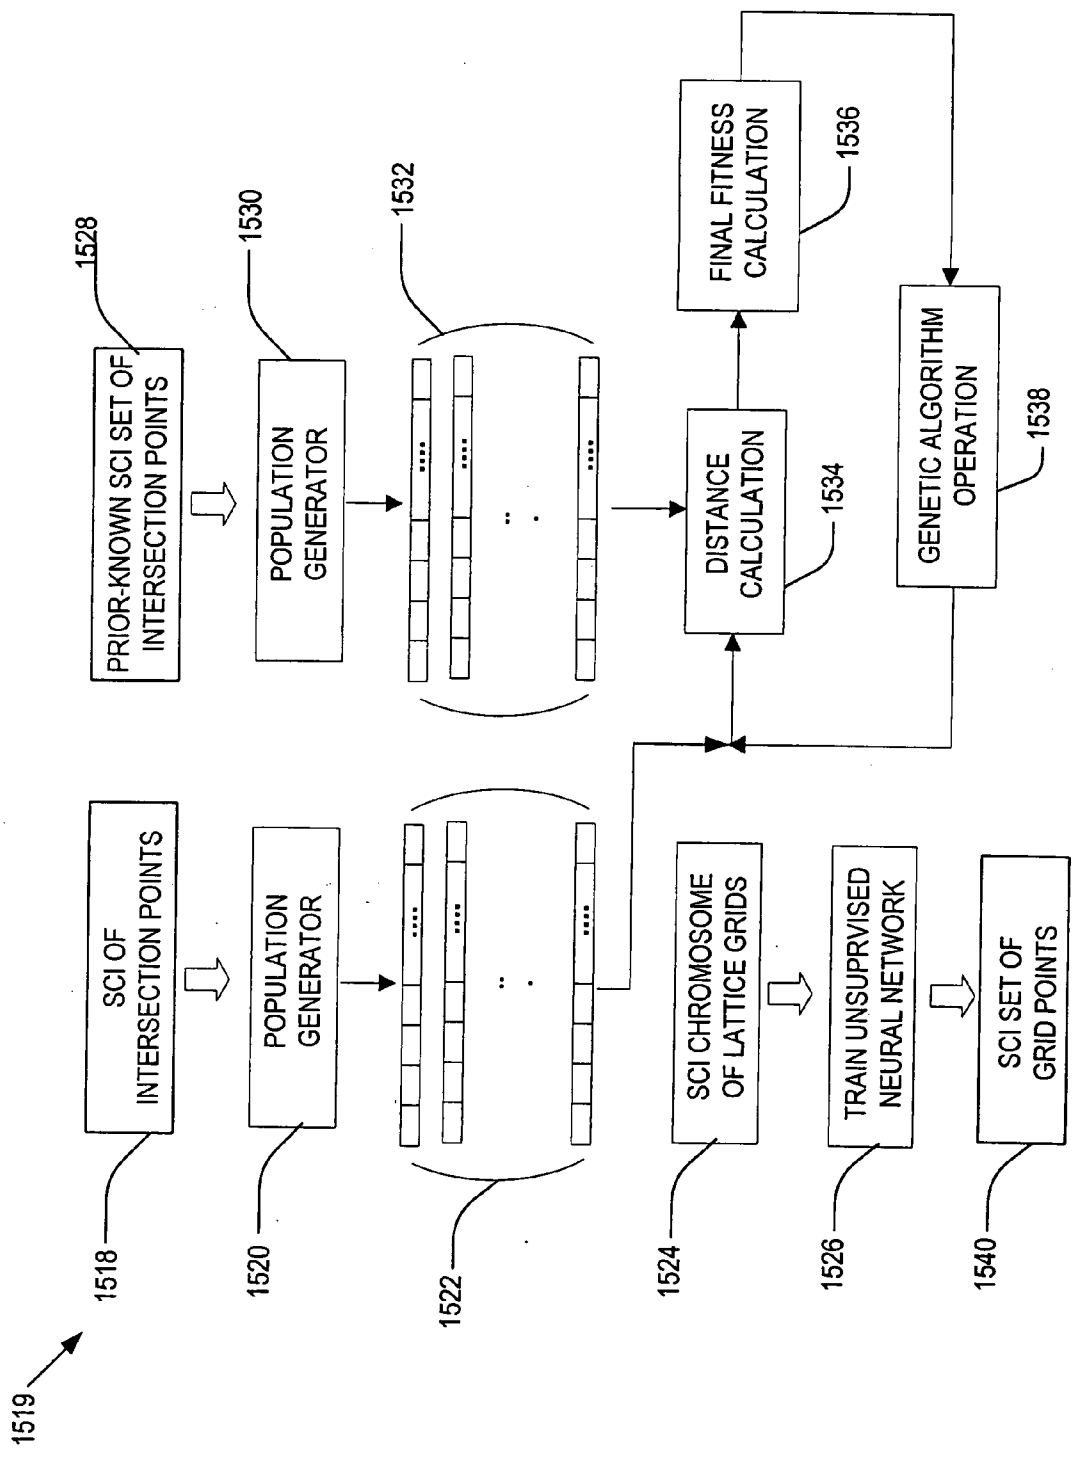 1519
1518
SCI OF
INTERSECTION POINTS
1520
POPULATION
GENERATOR
1522
....
....
....
1524
SCI CHROMOSOME
OF LATTICE GRIDS
1526
TRAIN UNSUPRVISED
NEURAL NETWORK
1540
SCI SET OF
GRID POINTS
1528
PRIOR-KNOWN SCI SET OF
INTERSECTION POINTS
1530
POPULATION
GENERATOR
1532
....
....
....
DISTANCE
CALCULATION
1534
FINAL FITNESS
CALCULATION
1536
GENETIC ALGORITHM
OPERATION
1538